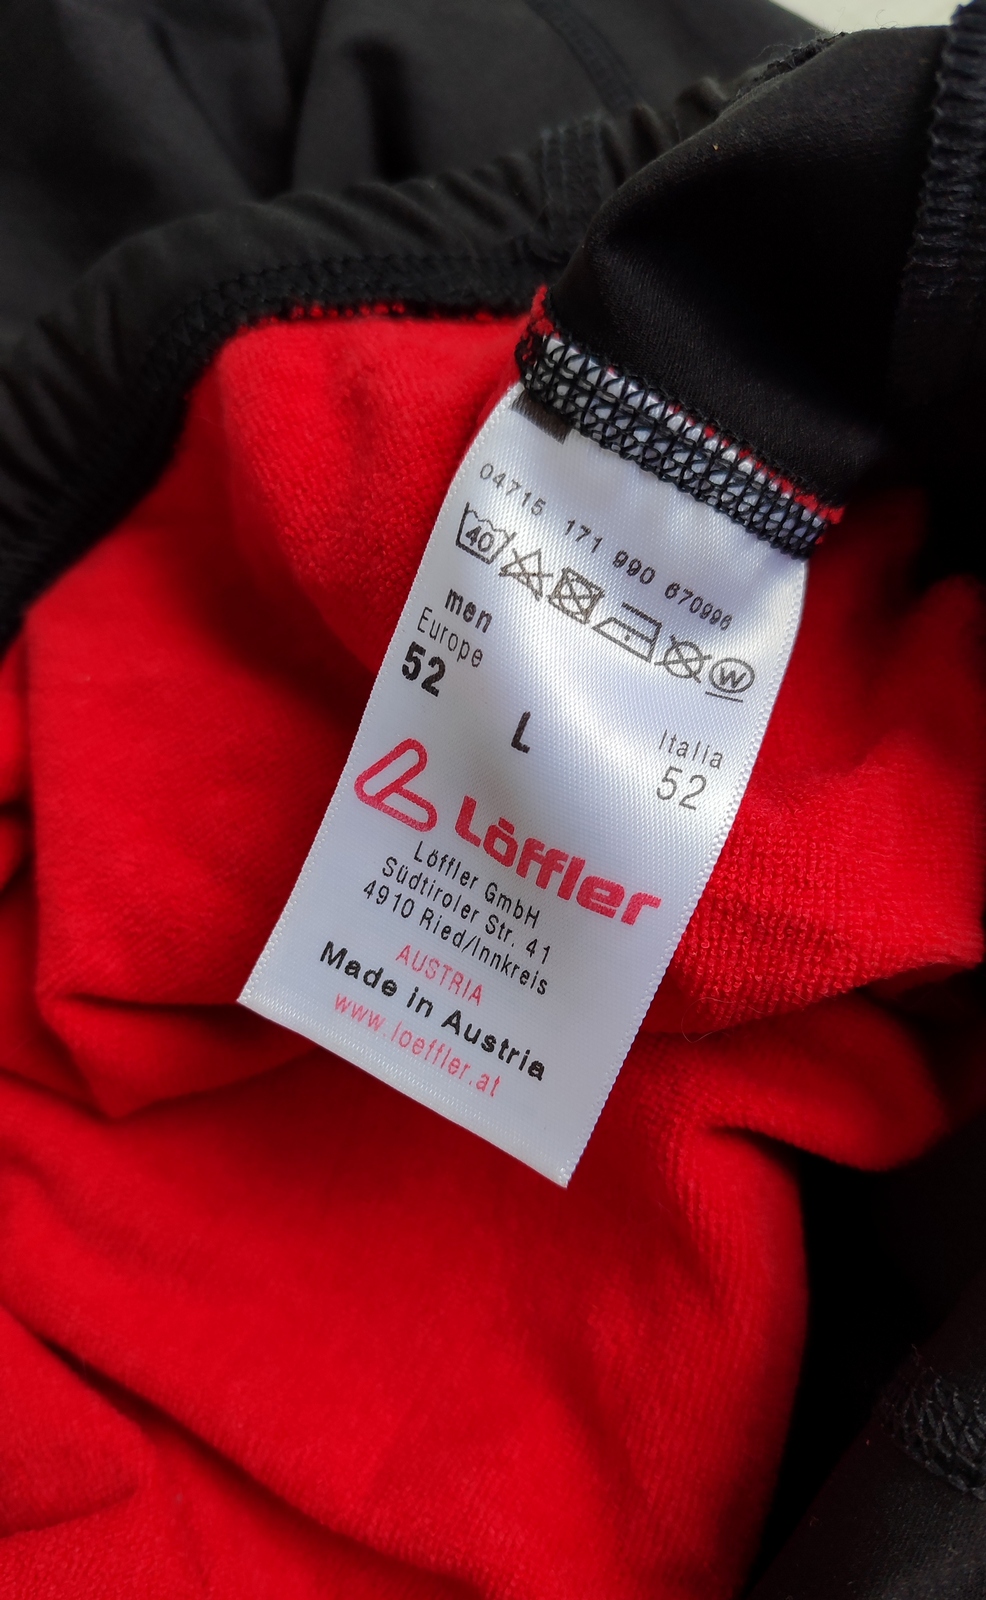 04715 171 990 670996
40 W
men
Europe
52
L
Italia
52
Löffler
Löffler GmbH
Südtiroler Str. 41
4910 Ried/Innkreis
AUSTRIA
Made in Austria
www.loeffler.at